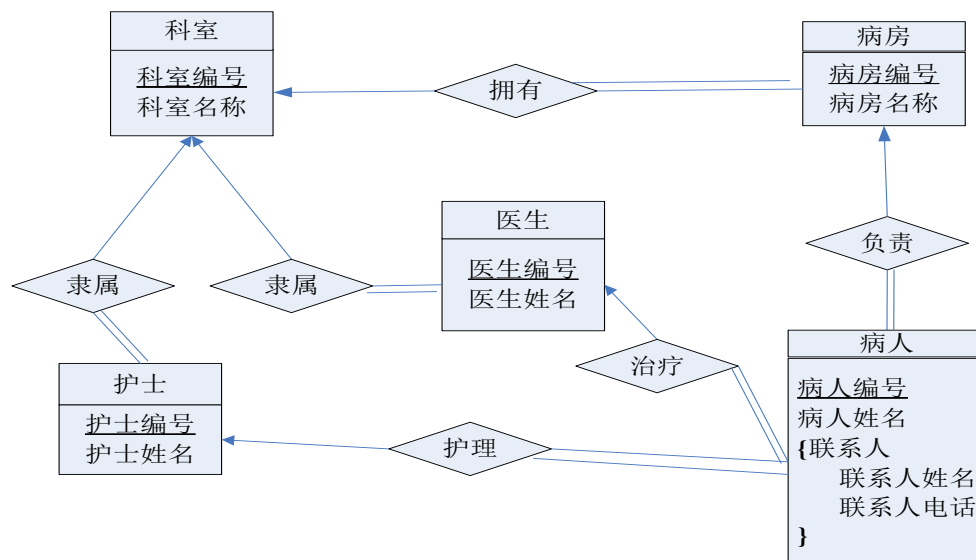 科室
科室编号
科室名称
拥有
病房
病房编号
病房名称
隶属
隶属
医生
医生编号
医生姓名
负责
治疗
护士
护士编号
护士姓名
护理
病人
病人编号
病人姓名
{联系人
联系人姓名
联系人电话
}